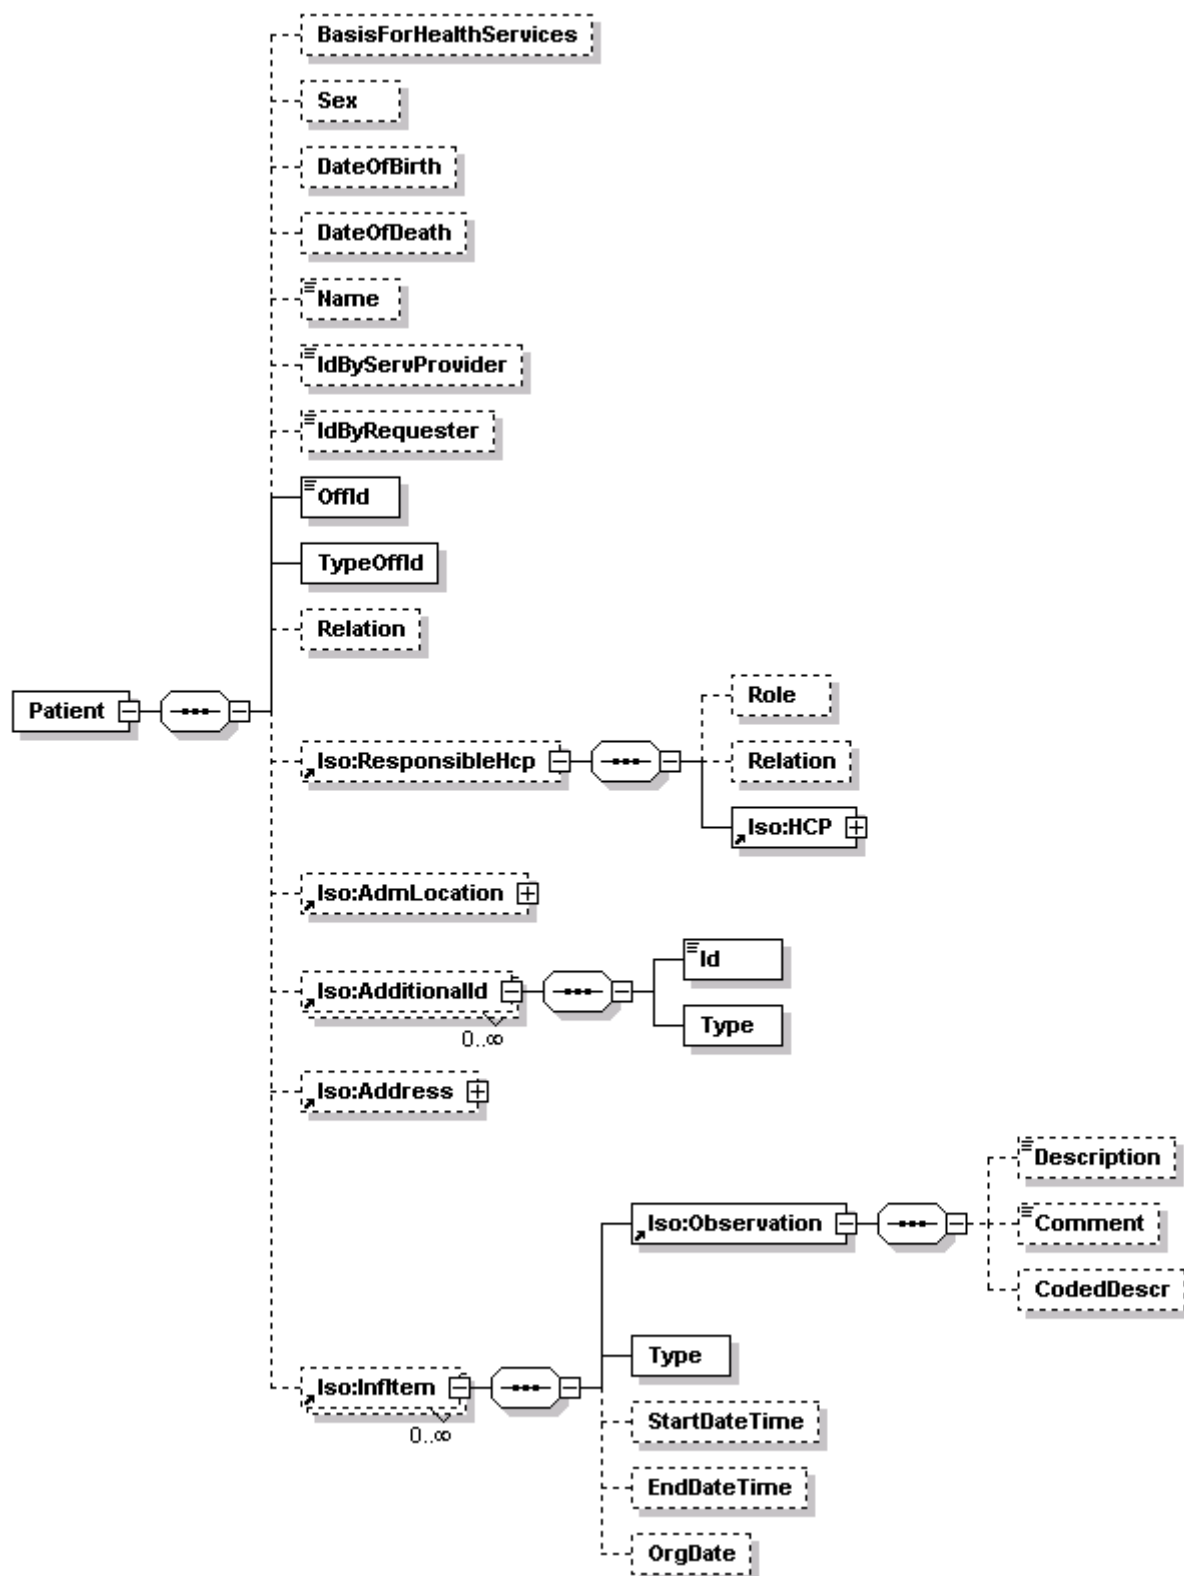 BasisForHealthServices
Sex
DateOfBirth
DateOfDeath
Name
IdByServProvider
IdByRequester
OffId
TypeOffId
Relation
Patient
Iso:ResponsibleHcp
Role
Relation
Iso:HCP
Iso:AdmLocation
Iso:AdditionalId
0..∞
Id
Type
Iso:Address
Iso:InfItem
0..∞
Iso:Observation
Description
Comment
CodedDescr
Type
StartDateTime
EndDateTime
OrgDate